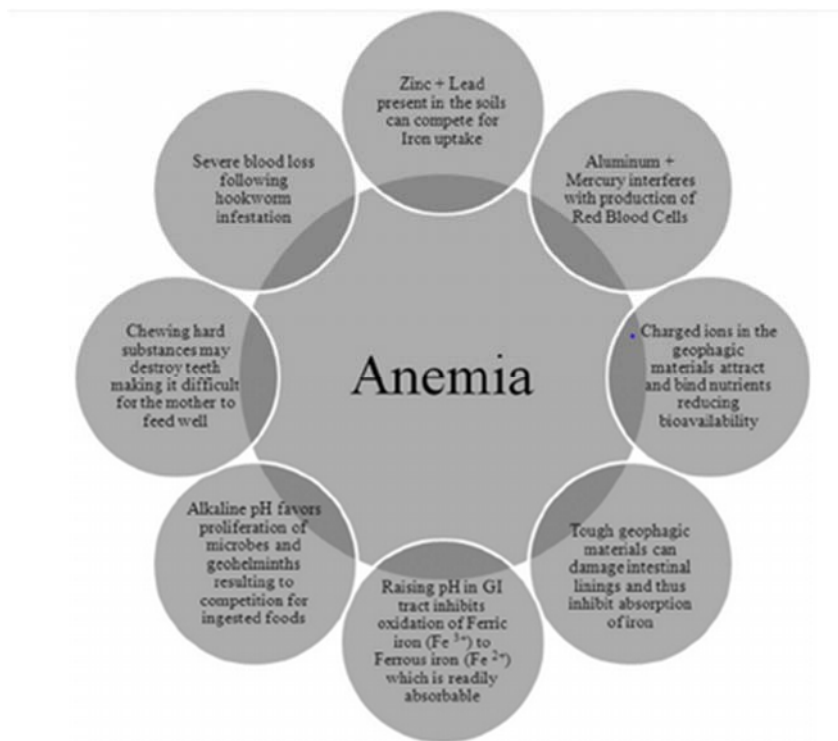 Zinc + Lead
present in the soils
can compete for
Iron uptake
Aluminum +
Mercury interferes
with production of
Red Blood Cells
Charged ions in the
geophagic
materials attract
and bind nutrients
reducing
bioavailability
Tough geophagic
materials can
damage intestinal
linings and thus
inhibit absorption
of iron
Raising pH in GI
tract inhibits
oxidation of Ferric
iron (Fe ³⁺) to
Ferrous iron (Fe ²⁺)
which is readily
absorbable
Alkaline pH favors
proliferation of
microbes and
geohelminths
resulting to
competition for
ingested foods
Chewing hard
substances may
destroy teeth
making it difficult
for the mother to
feed well
Severe blood loss
following
hookworm
infestation
Anemia